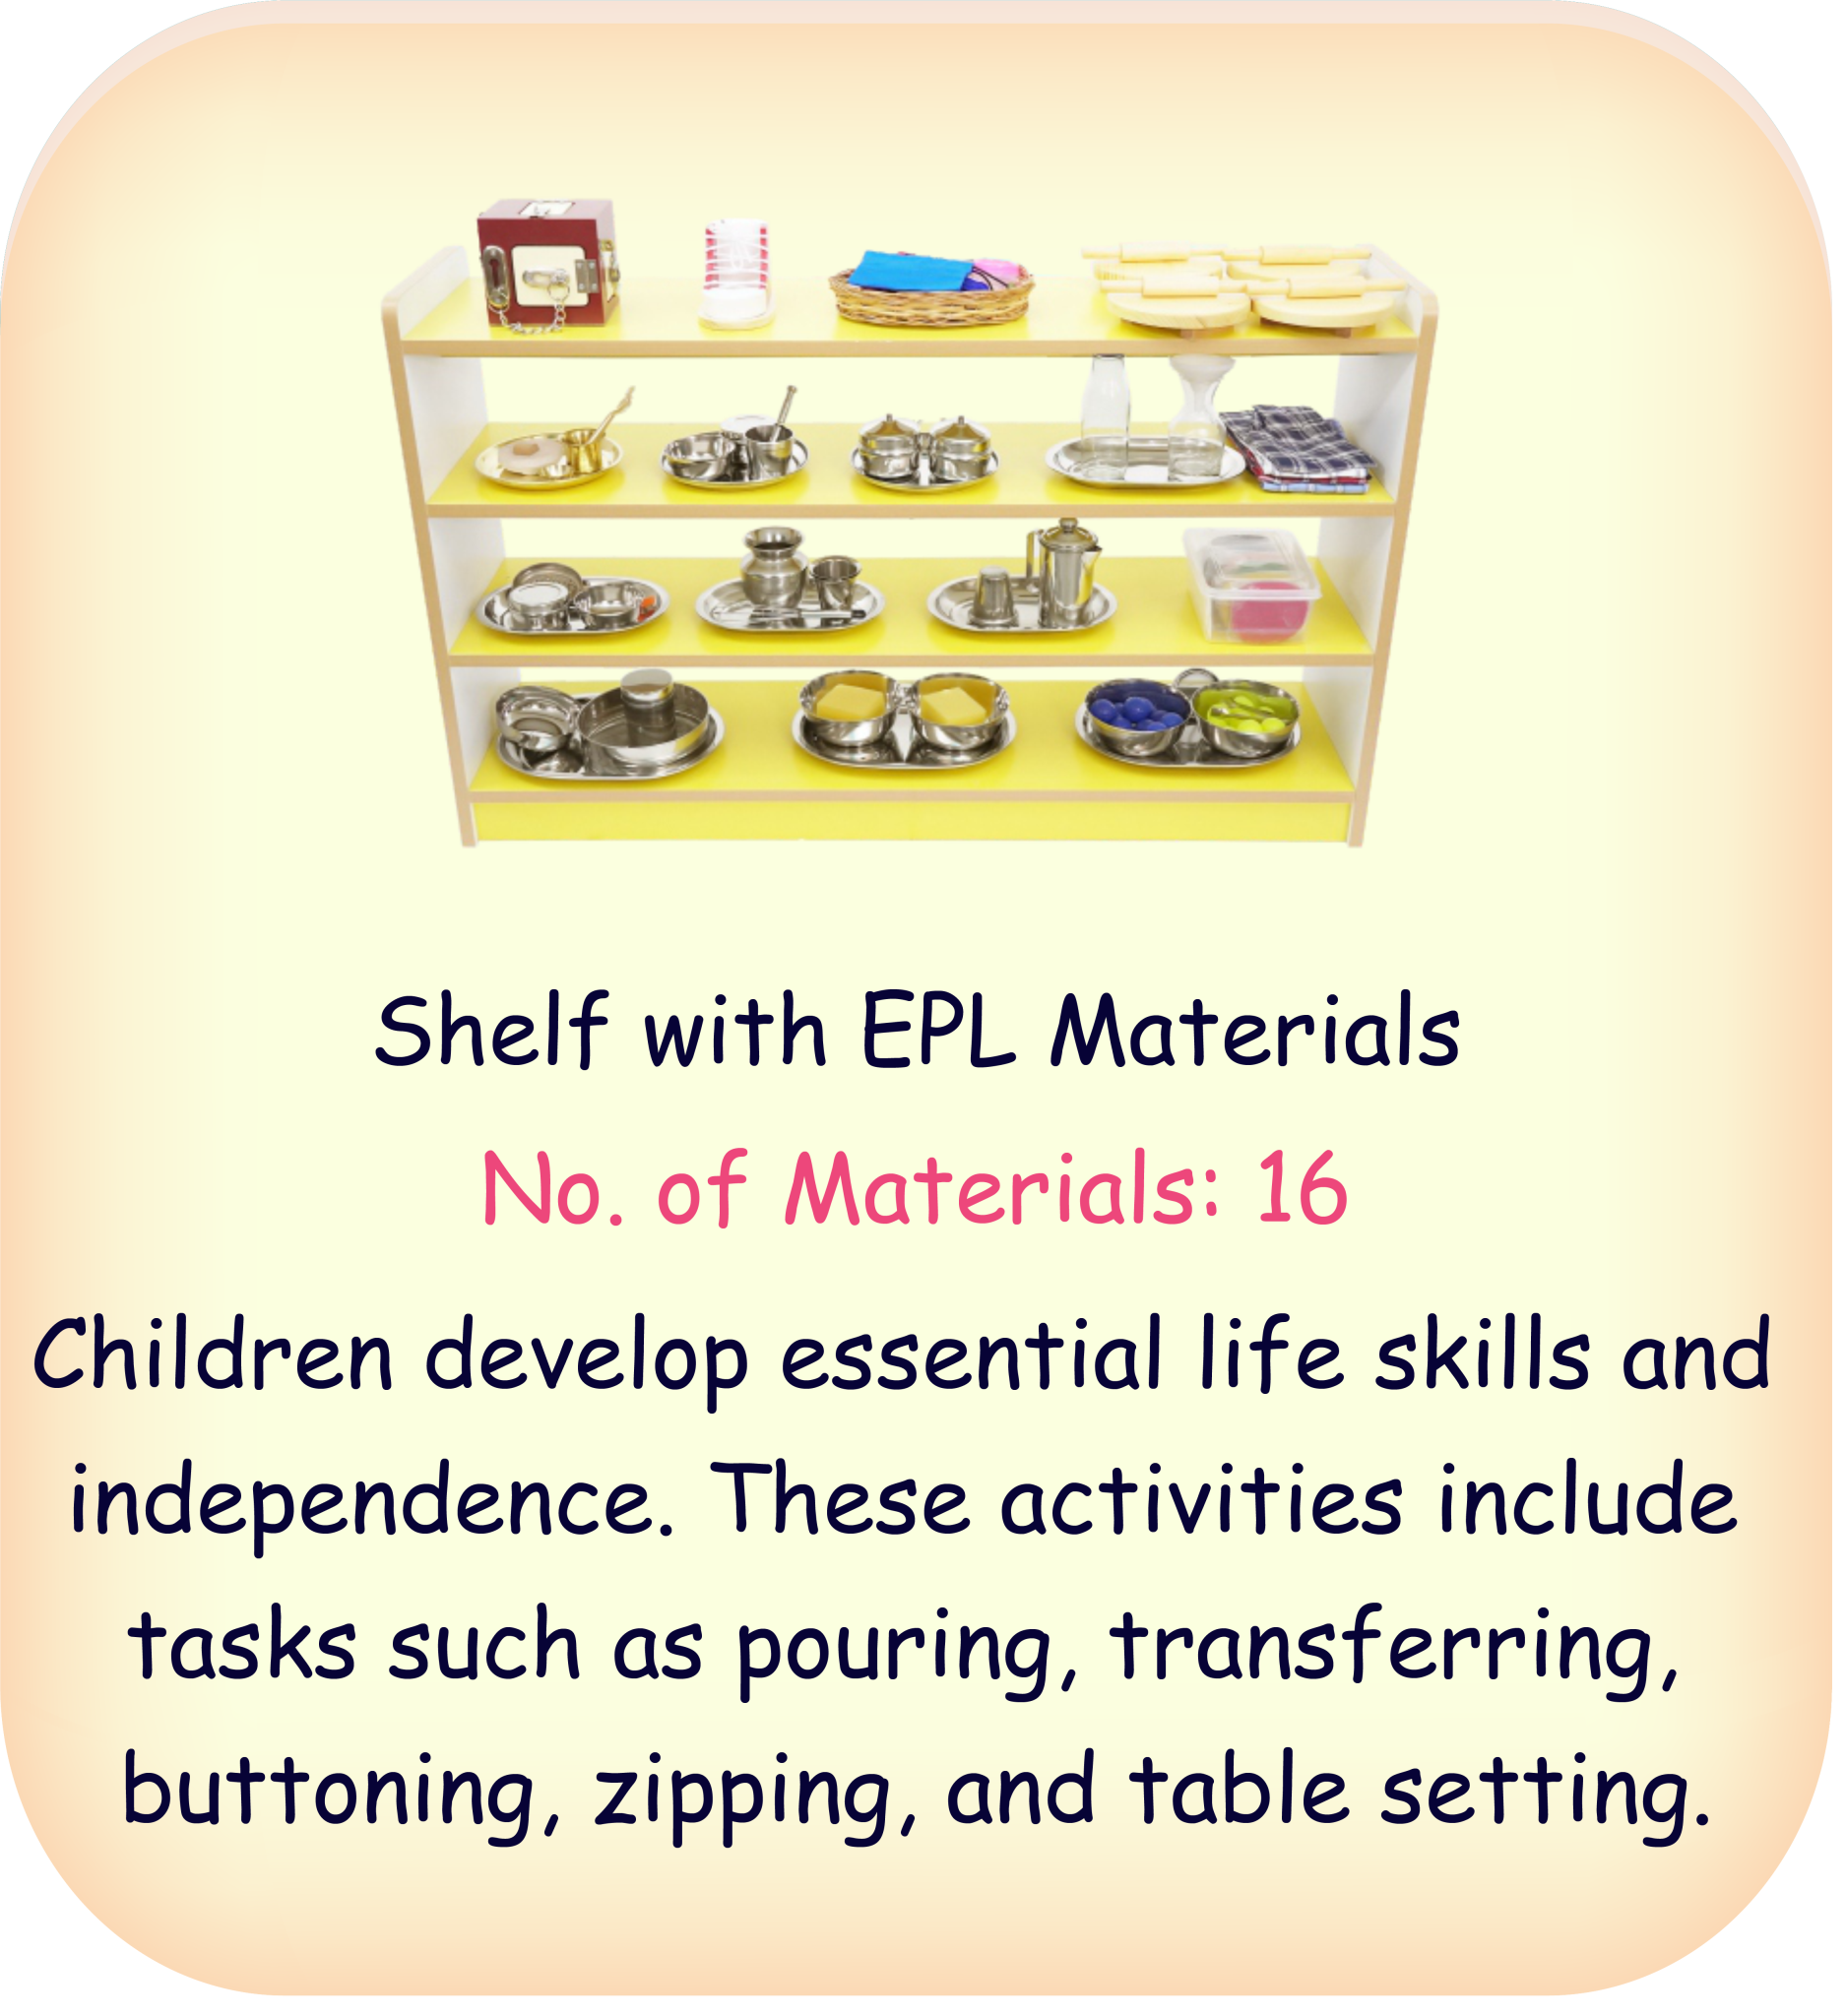 Shelf with EPL Materials
No. of Materials: 16
Children develop essential life skills and
independence. These activities include
tasks such as pouring, transferring,
buttoning, zipping, and table setting.